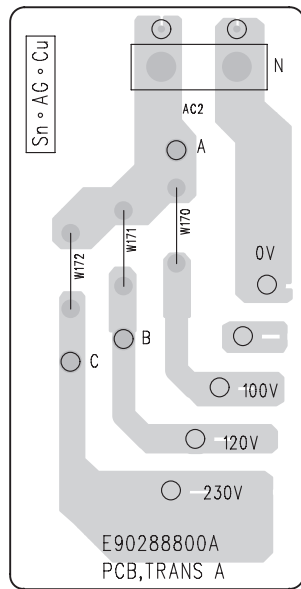 Sn • AG • Cu
N
AC2
A
W170
W171
W172
0V
B
C
100V
120V
230V
E90288800A
PCB,TRANS A